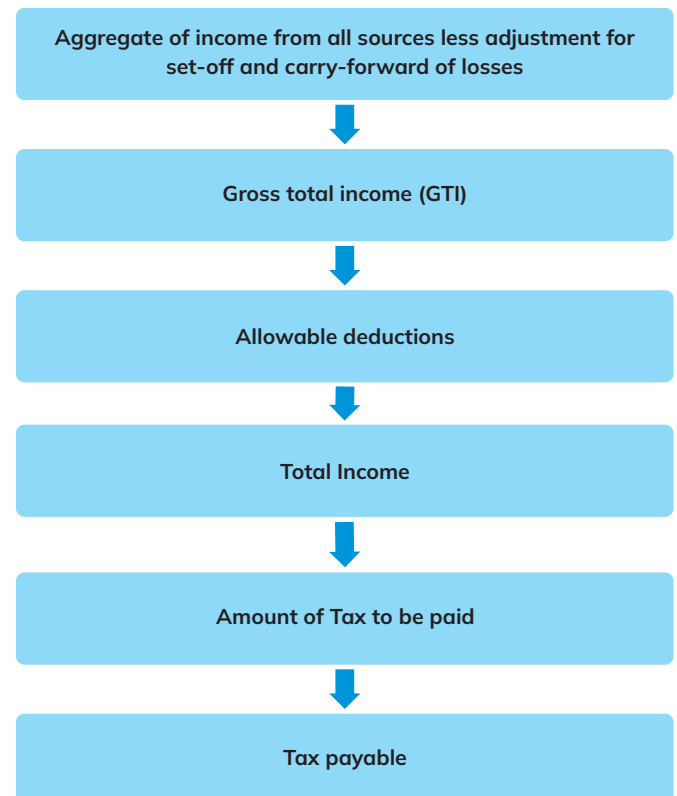 Aggregate of income from all sources less adjustment for
set-off and carry-forward of losses
Gross total income (GTI)
Allowable deductions
Total Income
Amount of Tax to be paid
Tax payable